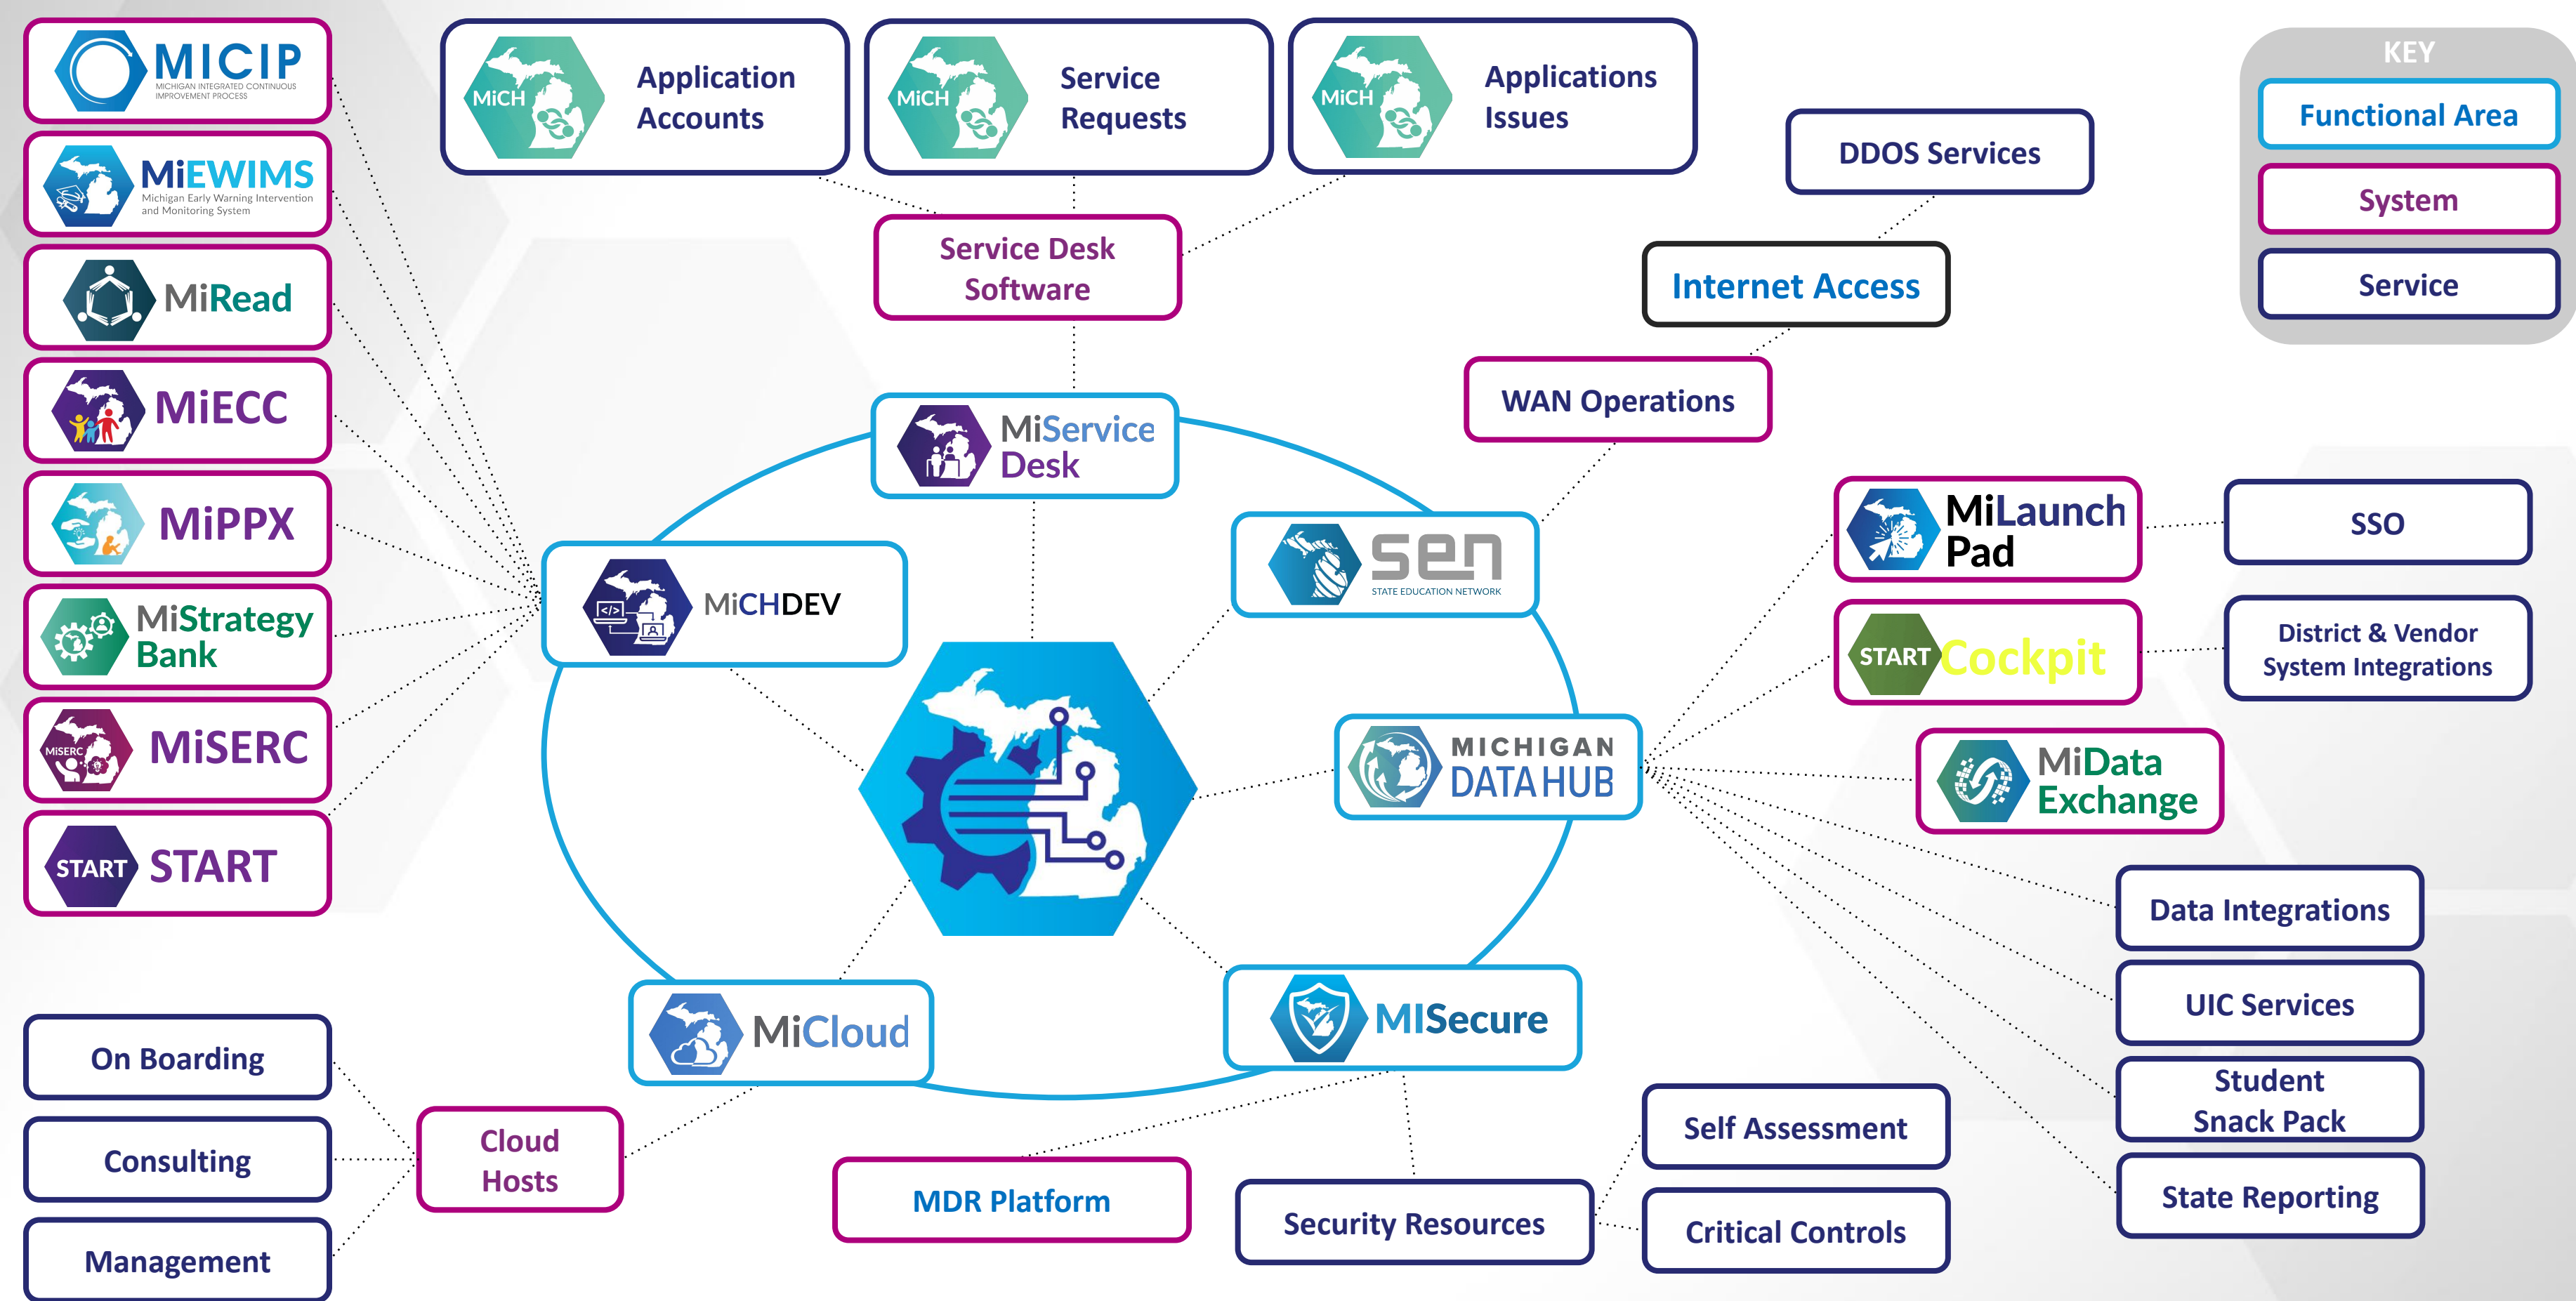 MICIP
MICHIGAN INTEGRATED CONTINUOUS
IMPROVEMENT PROCESS
MiEWIMS
Michigan Early Warning Intervention
and Monitoring System
MiRead
MiECC
MiPPX
MiStrategy
Bank
MiSERC
MiSERC
START
START
MiCH
Application
Accounts
MiCH
Service
Requests
MiCH
Applications
Issues
Service Desk
Software
DDOS Services
Internet Access
WAN Operations
KEY
Functional Area
System
Service
MiService
Desk
MiCHDEV
sen
STATE EDUCATION NETWORK
MICHIGAN
DATA HUB
MiCloud
MISecure
MiLaunch
Pad
SSO
START
Cockpit
District & Vendor
System Integrations
MiData
Exchange
Data Integrations
UIC Services
Student
Snack Pack
State Reporting
On Boarding
Consulting
Management
Cloud
Hosts
MDR Platform
Security Resources
Self Assessment
Critical Controls